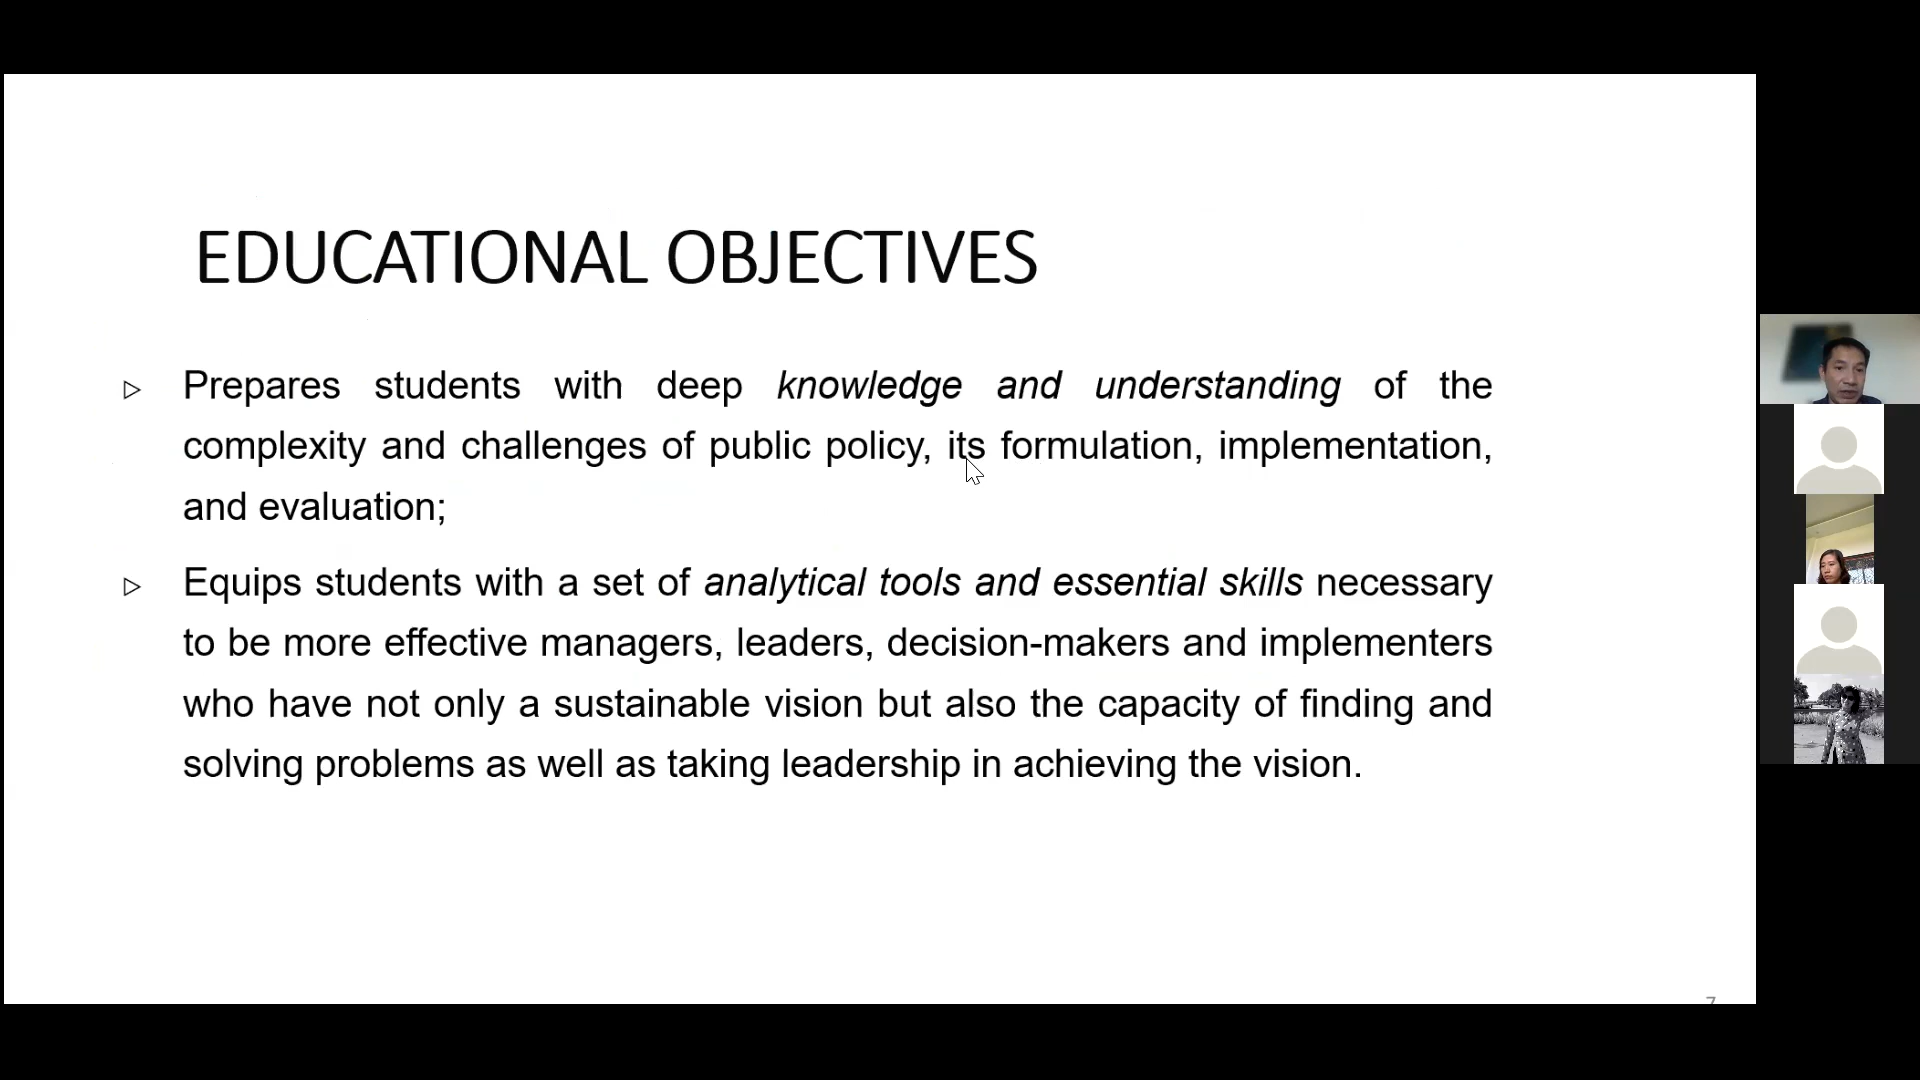 EDUCATIONAL OBJECTIVES
Prepares students with deep knowledge and understanding of the
complexity and challenges of public policy, its formulation, implementation,
and evaluation;
Equips students with a set of analytical tools and essential skills necessary
to be more effective managers, leaders, decision-makers and implementers
who have not only a sustainable vision but also the capacity of finding and
solving problems as well as taking leadership in achieving the vision.
7